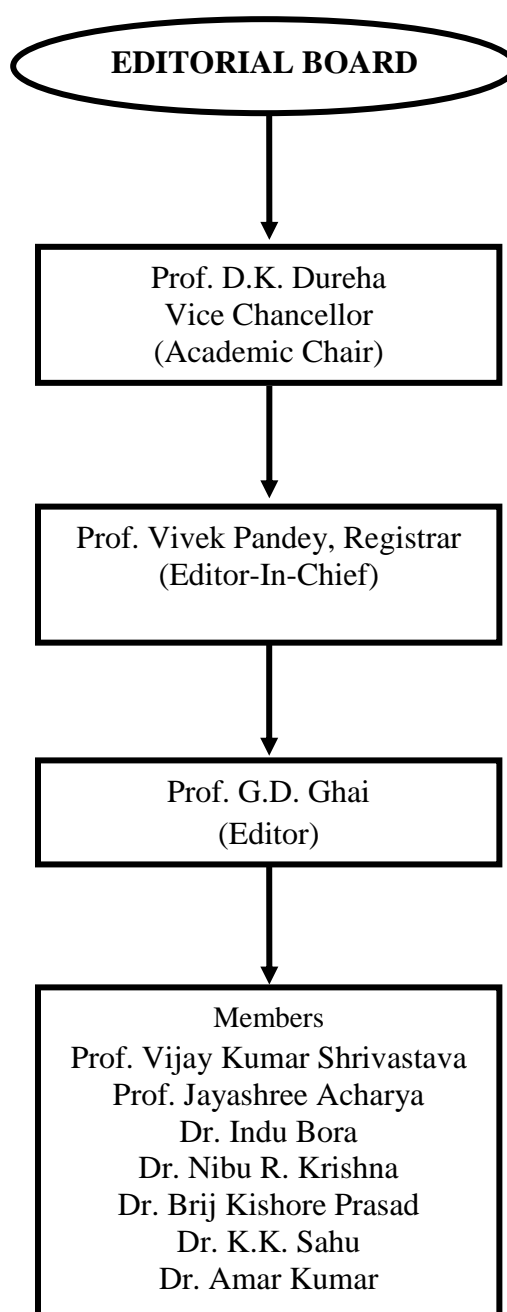 EDITORIAL BOARD
Prof. D.K. Dureha
Vice Chancellor
(Academic Chair)
Prof. Vivek Pandey, Registrar
(Editor-In-Chief)
Prof. G.D. Ghai
(Editor)
Members
Prof. Vijay Kumar Shrivastava
Prof. Jayashree Acharya
Dr. Indu Bora
Dr. Nibu R. Krishna
Dr. Brij Kishore Prasad
Dr. K.K. Sahu
Dr. Amar Kumar